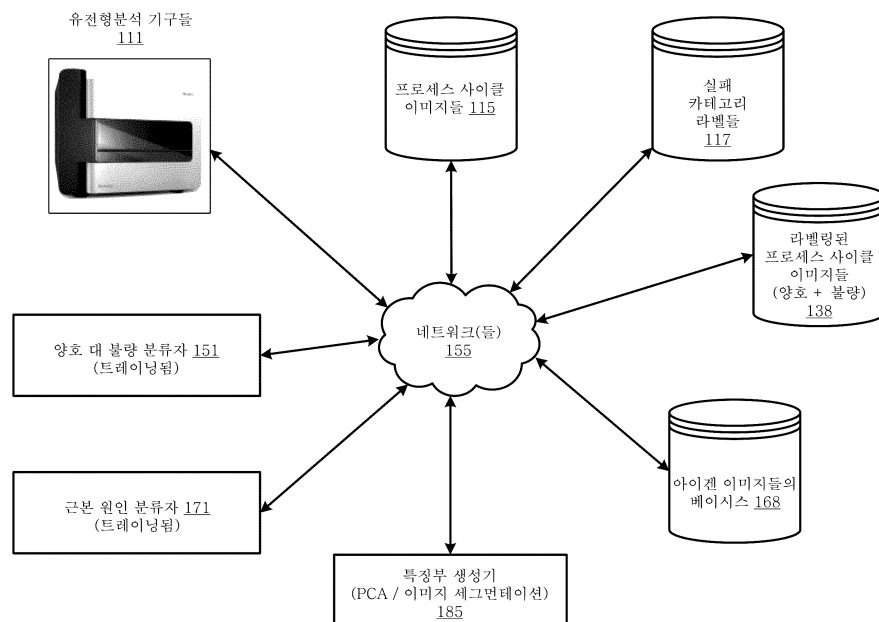 유전형분석 기구들
111
프로세스 사이클
이미지들 115
실패
카테고리
라벨들
117
라벨링된
프로세스 사이클
이미지들
(양호 + 불량)
138
네트워크(들)
155
양호 대 불량 분류자 151
(트레이닝됨)
근본 원인 분류자 171
(트레이닝됨)
아이겐 이미지들의
베이시스 168
특징부 생성기
(PCA / 이미지 세그먼테이션)
185